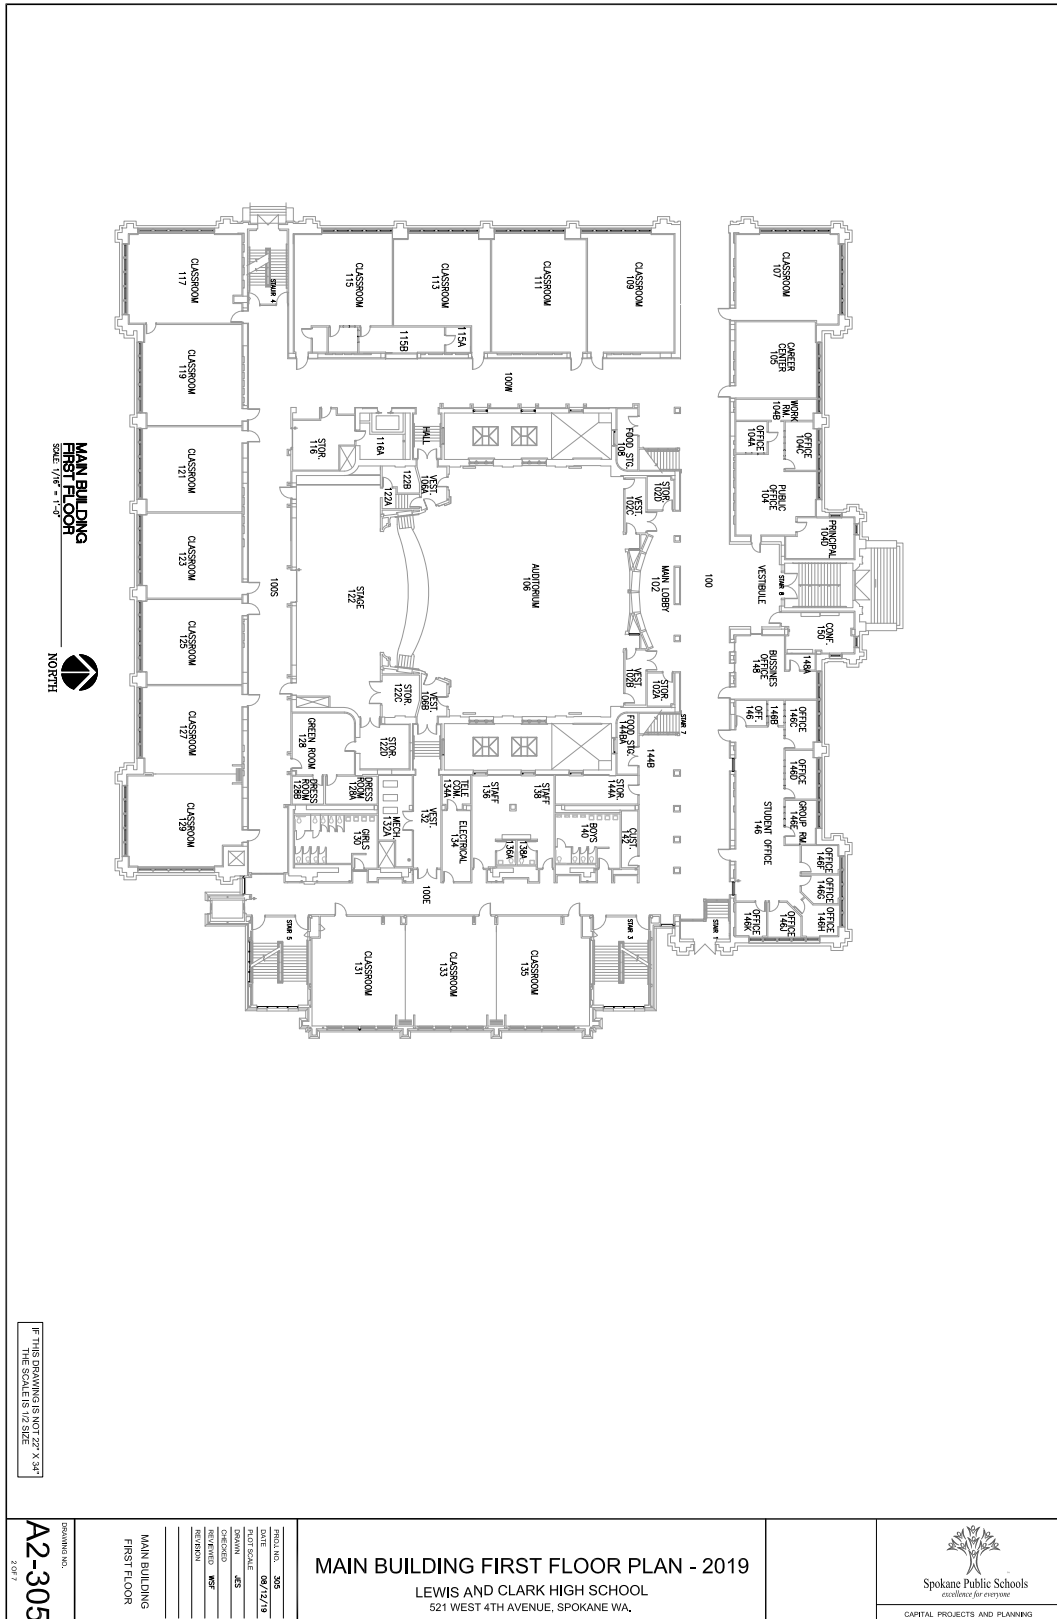 CLASSROOM
117
STAIR 4
CLASSROOM
115
CLASSROOM
113
CLASSROOM
111
CLASSROOM
109
CLASSROOM
107
115B
115A
CLASSROOM
119
100W
CAREER
CENTER
105
WORK
RM.
104B
OFFICE
104A
OFFICE
104C
STOR.
116
116A
HALL
FOOD STG.
108
CLASSROOM
121
122B
122A
VEST.
106A
VEST.
102C
STOR.
102D
PUBLIC
OFFICE
104
PRINCIPAL
104D
CLASSROOM
123
100S
STAGE
122
AUDITORIUM
106
MAIN LOBBY
102
100
VESTIBULE
STAIR 6
CLASSROOM
125
CONF.
150
BUSSINES
OFFICE
148
148A
CLASSROOM
127
STOR.
122C
VEST.
106B
VEST.
102B
STOR.
102A
OFF.
146
146B
OFFICE
146C
GREEN ROOM
128
STOR.
122D
FOOD STG.
144BA
STAIR 7
144B
OFFICE
146D
CLASSROOM
129
DRESS
ROOM
128B
DRESS
ROOM
128A
TELE
COM.
134A
STAFF
136
STAFF
138
STOR.
144A
STUDENT OFFICE
146
GROUP RM.
146E
GIRLS
130
MECH.
132A
VEST.
132
ELECTRICAL
134
136A
138A
BOYS
140
CUST.
142
OFFICE
146F
OFFICE
146G
OFFICE
146H
OFFICE
146J
OFFICE
146K
100E
STAIR 5
STAIR 3
STAIR 1
CLASSROOM
131
CLASSROOM
133
CLASSROOM
135
MAIN BUILDING
FIRST FLOOR
SCALE: 1/16" = 1'-0"
NORTH
IF THIS DRAWING IS NOT 22" X 34"
THE SCALE IS 1/2 SIZE
DRAWING NO.
A2-305
2 OF 7
MAIN BUILDING
FIRST FLOOR
PROJ. NO. 305
DATE 08/12/19
PLOT SCALE
DRAWN JES
CHECKED
REVIEWED WSF
REVISION
MAIN BUILDING FIRST FLOOR PLAN - 2019
LEWIS AND CLARK HIGH SCHOOL
521 WEST 4TH AVENUE, SPOKANE WA.
Spokane Public Schools
excellence for everyone
CAPITAL PROJECTS AND PLANNING